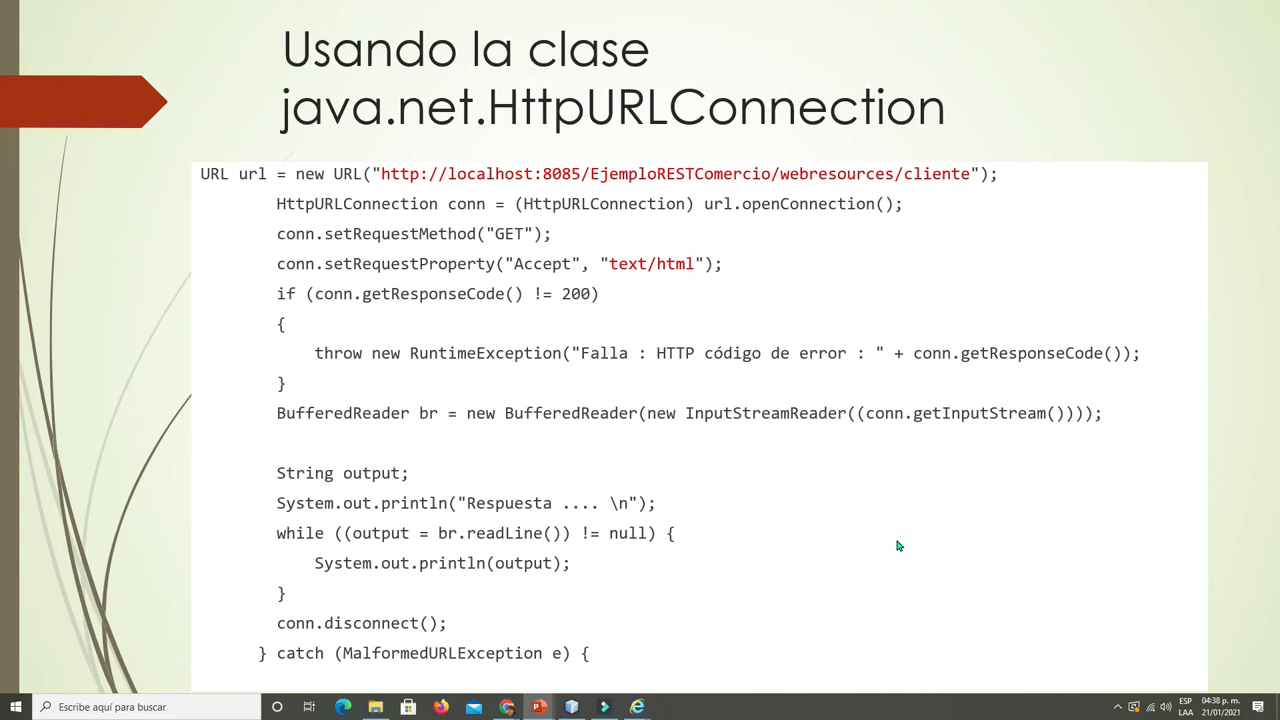 Usando la clase
java.net.HttpURLConnection
URL url = new URL("http://localhost:8085/EjemploRESTComercio/webresources/cliente");
HttpURLConnection conn = (HttpURLConnection) url.openConnection();
conn.setRequestMethod("GET");
conn.setRequestProperty("Accept", "text/html");
if (conn.getResponseCode() != 200)
{
throw new RuntimeException("Falla : HTTP código de error : " + conn.getResponseCode());
}
BufferedReader br = new BufferedReader(new InputStreamReader((conn.getInputStream())));
String output;
System.out.println("Respuesta .... \n");
while ((output = br.readLine()) != null) {
System.out.println(output);
}
conn.disconnect();
} catch (MalformedURLException e) {
Escribe aquí para buscar
ESP
04:38 p. m.
LAA
21/01/2021